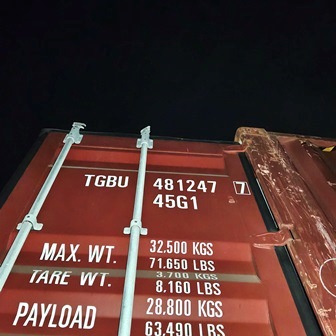 TGBU 481247 7
45G1
MAX. WT. 32.500 KGS
71.650 LBS
TARE WT. 3.700 KGS
8.160 LBS
PAYLOAD 28.800 KGS
63.490 LBS